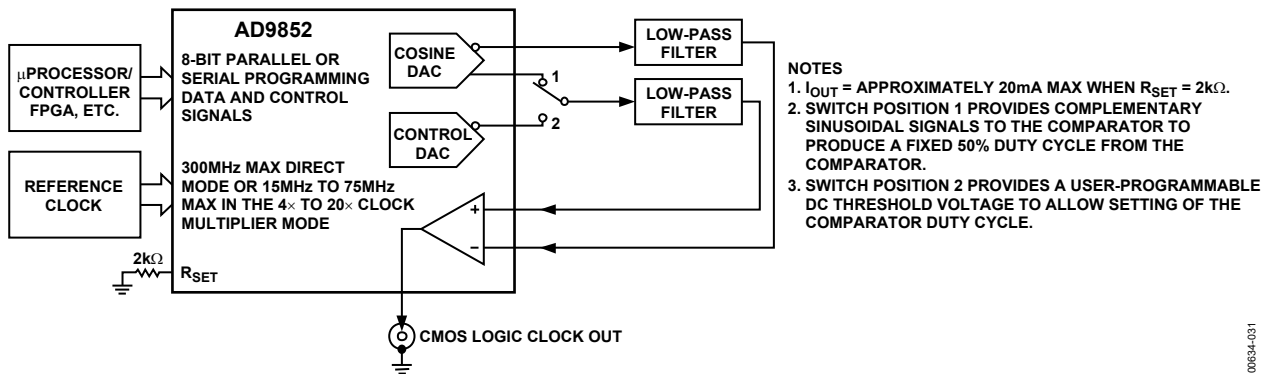 AD9852
8-BIT PARALLEL OR
SERIAL PROGRAMMING
DATA AND CONTROL
SIGNALS
µPROCESSOR/
CONTROLLER
FPGA, ETC.
300MHz MAX DIRECT
MODE OR 15MHz TO 75MHz
MAX IN THE 4× TO 20× CLOCK
MULTIPLIER MODE
REFERENCE
CLOCK
2kΩ
RSET
COSINE
DAC
CONTROL
DAC
1
2
LOW-PASS
FILTER
LOW-PASS
FILTER
+
–
CMOS LOGIC CLOCK OUT
NOTES
1. IOUT = APPROXIMATELY 20mA MAX WHEN RSET = 2kΩ.
2. SWITCH POSITION 1 PROVIDES COMPLEMENTARY
SINUSOIDAL SIGNALS TO THE COMPARATOR TO
PRODUCE A FIXED 50% DUTY CYCLE FROM THE
COMPARATOR.
3. SWITCH POSITION 2 PROVIDES A USER-PROGRAMMABLE
DC THRESHOLD VOLTAGE TO ALLOW SETTING OF THE
COMPARATOR DUTY CYCLE.
00634-031